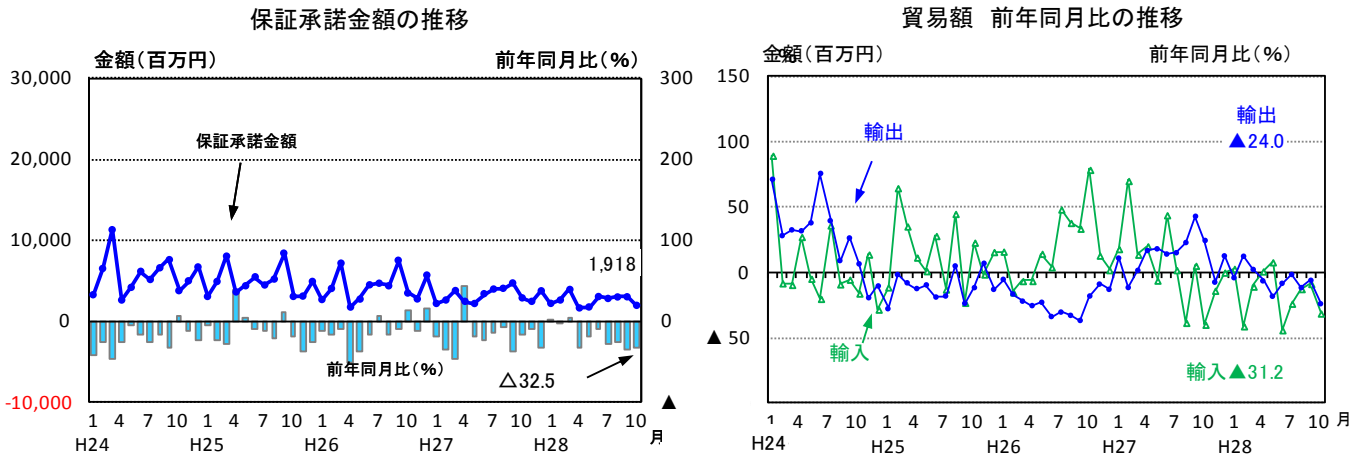 保証承諾金額の推移
金額（百万円）
前年同月比（％）
30,000
20,000
10,000
0
-10,000
300
200
100
0
▲
保証承諾金額
1,918
前年同月比（％）
△32.5
1 4 7 10 1 4 7 10 1 4 7 10 1 4 7 10 1 4 7 10 月
H24 H25 H26 H27 H28
貿易額 前年同月比の推移
金額（百万円）
前年同月比（％）
150
100
50
0
▲ 50
輸出
輸出
▲24.0
輸入
輸入▲31.2
1 4 7 10 1 4 7 10 1 4 7 10 1 4 7 10 1 4 7 10 月
H24 H25 H26 H27 H28